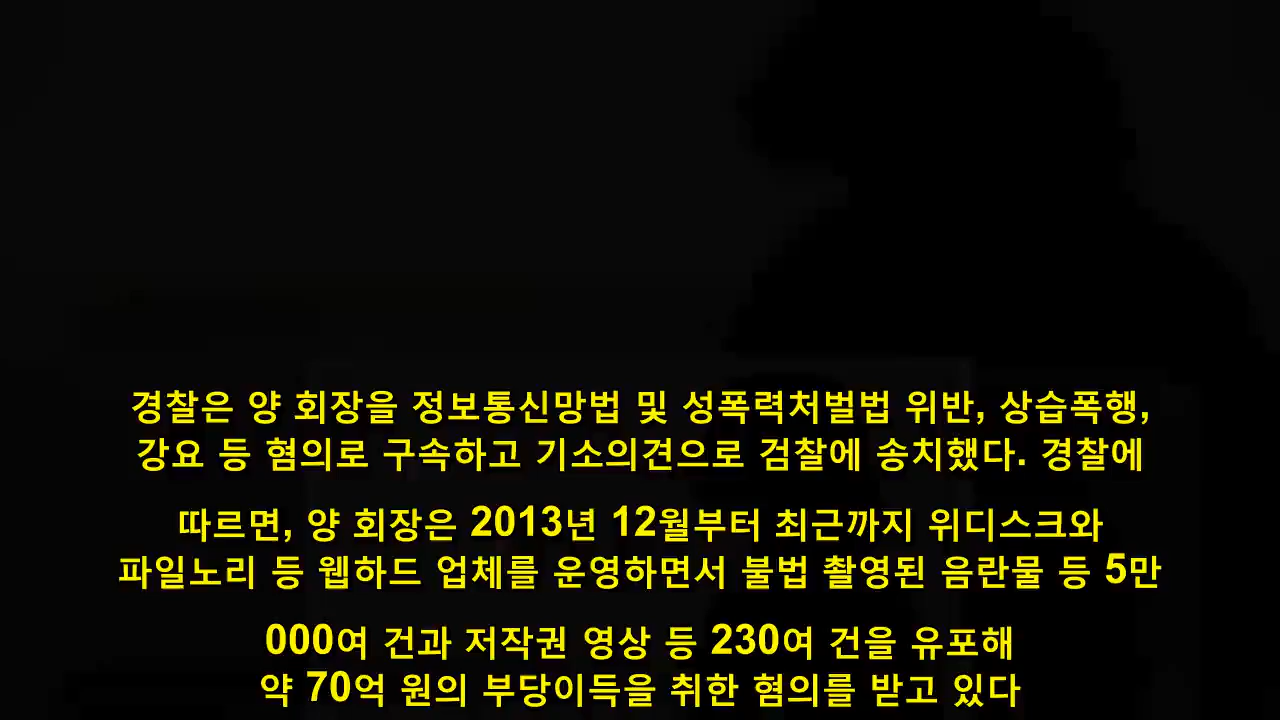 경찰은 양 회장을 정보통신망법 및 성폭력처벌법 위반, 상습폭행,
강요 등 혐의로 구속하고 기소의견으로 검찰에 송치했다. 경찰에
따르면, 양 회장은 2013년 12월부터 최근까지 위디스크와
파일노리 등 웹하드 업체를 운영하면서 불법 촬영된 음란물 등 5만
000여 건과 저작권 영상 등 230여 건을 유포해
약 70억 원의 부당이득을 취한 혐의를 받고 있다